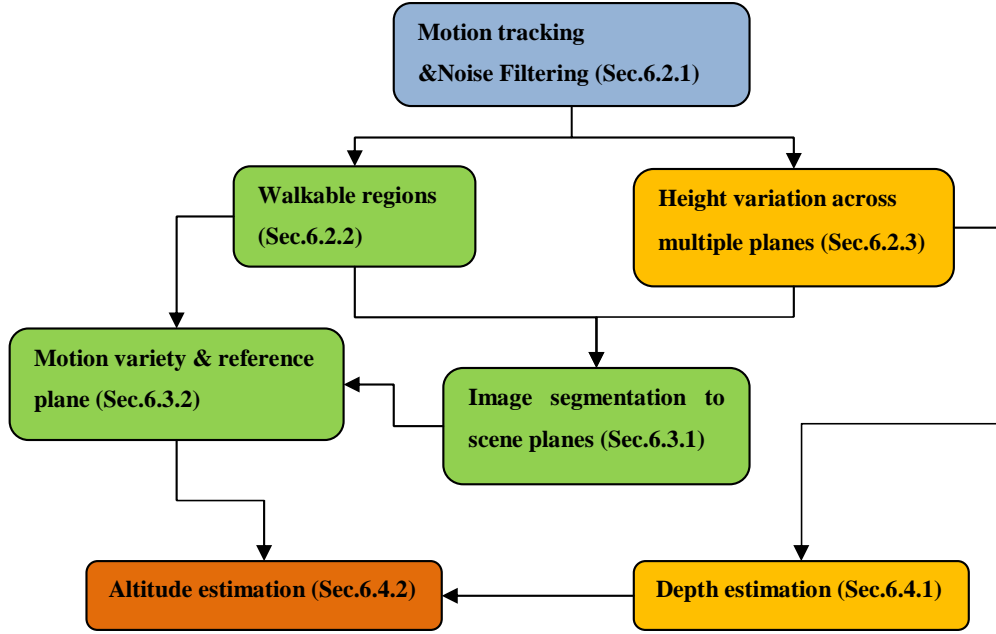 Motion tracking
&Noise Filtering (Sec.6.2.1)
Walkable regions
(Sec.6.2.2)
Height variation across
multiple planes (Sec.6.2.3)
Motion variety & reference
plane (Sec.6.3.2)
Image segmentation to
scene planes (Sec.6.3.1)
Altitude estimation (Sec.6.4.2)
Depth estimation (Sec.6.4.1)